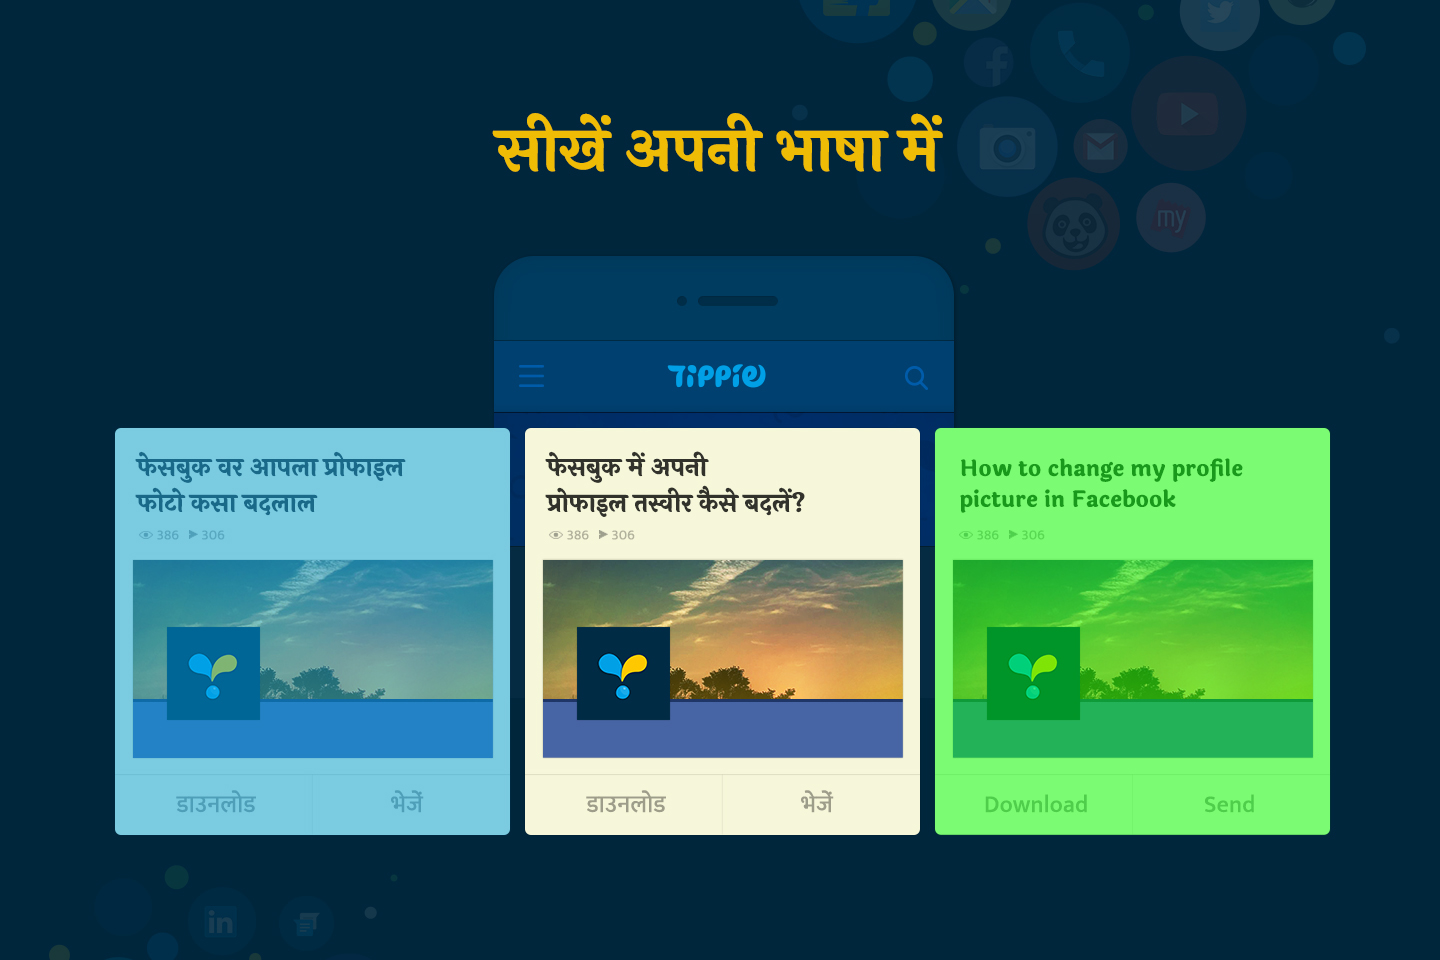 सीखें अपनी भाषा में
my
Tippie
फेसबुक वर आपला प्रोफाइल
फोटो कसा बदलाल
386 306
डाउनलोड भेजें
फेसबुक में अपनी
प्रोफाइल तस्वीर कैसे बदलें?
386 306
डाउनलोड भेजें
How to change my profile
picture in Facebook
386 306
Download Send
in